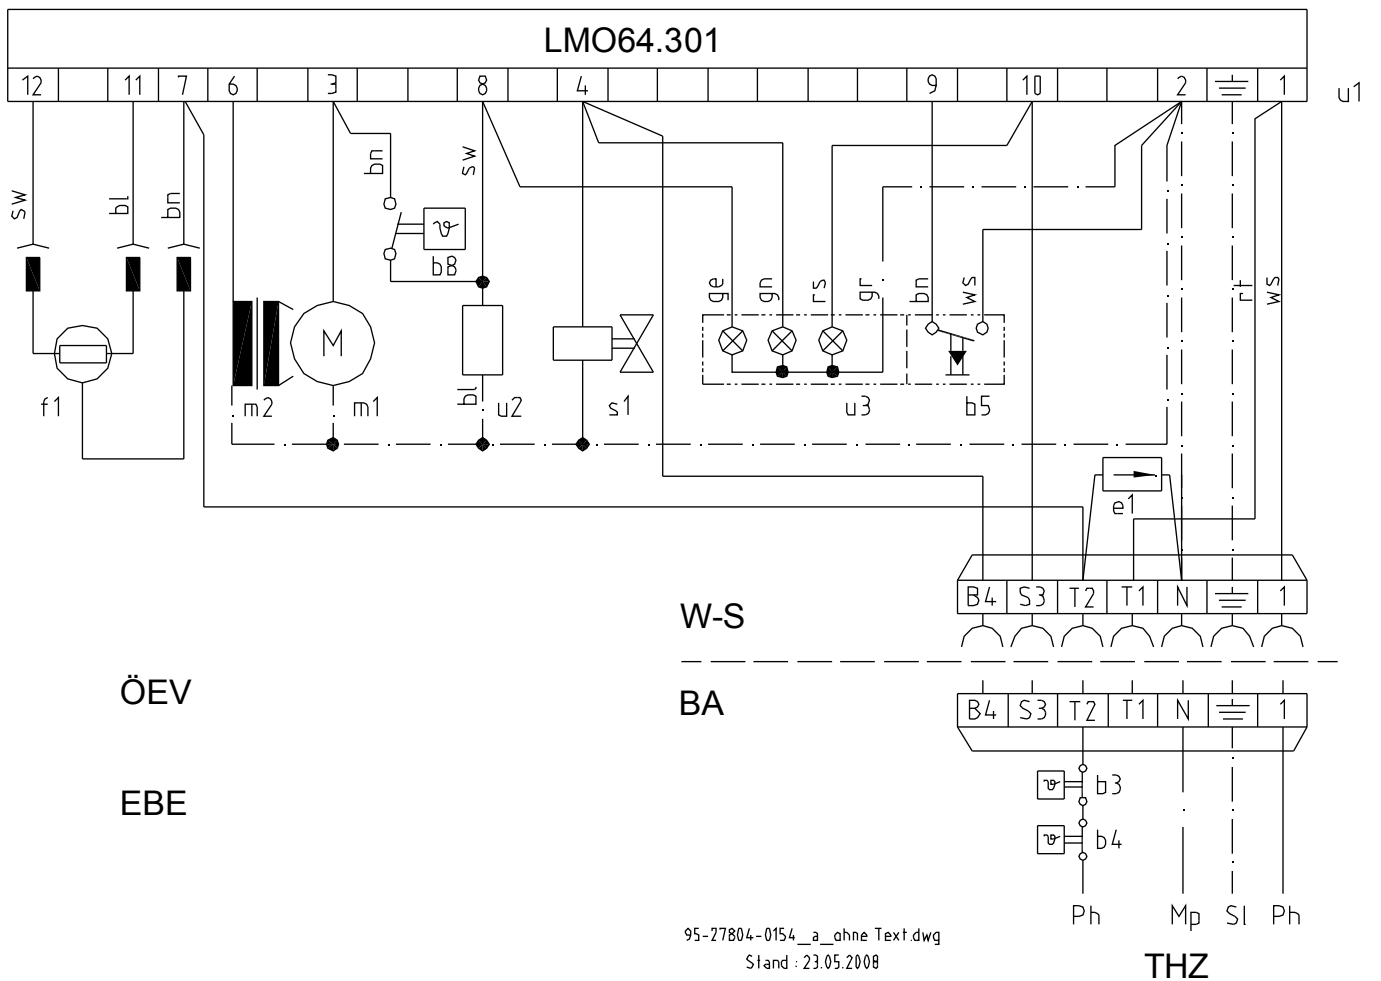 LMO64.301
12 11 7 6 3 8 4 9 10 2 1
u1
sw bl bn bn sw
b8
ge gn rs gr bn ws rt ws
M
f1 m2 m1 bl u2 s1 u3 b5
e1
B4 S3 T2 T1 N 1
W-S
BA
B4 S3 T2 T1 N 1
ÖEV
EBE
ϑ
ϑ b3
ϑ b4
Ph Mp Sl Ph
95-27804-0154_a_ohne Text.dwg
Stand : 23.05.2008
THZ